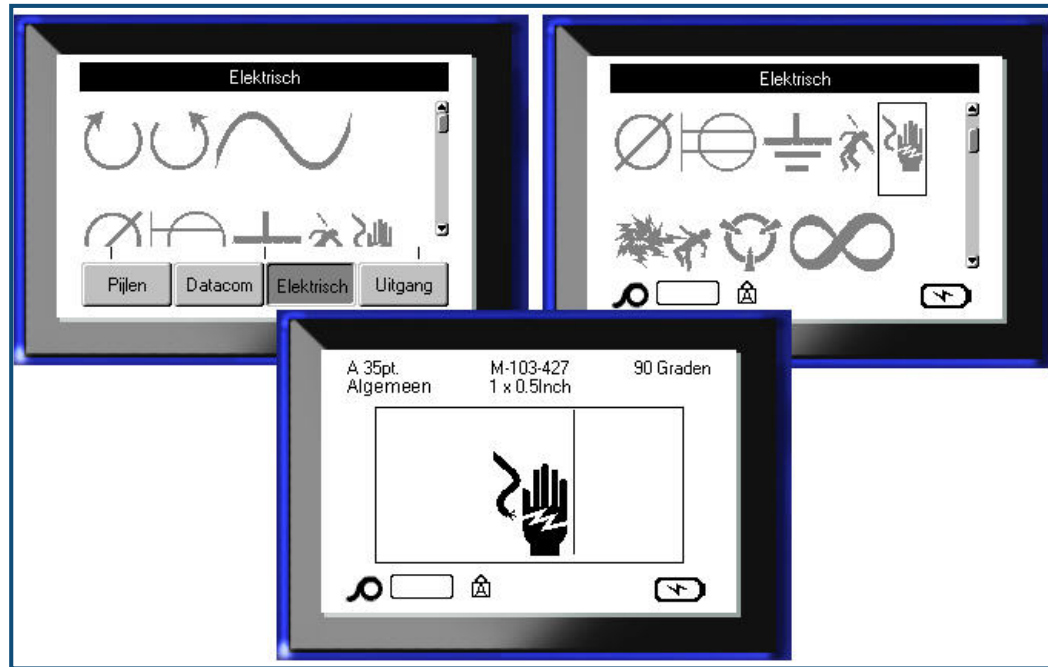 Elektrisch
Pijlen Datacom Elektrisch Uitgang
Elektrisch
A
A 35pt. M-103-427 90 Graden
Algemeen 1 x 0.5Inch
A